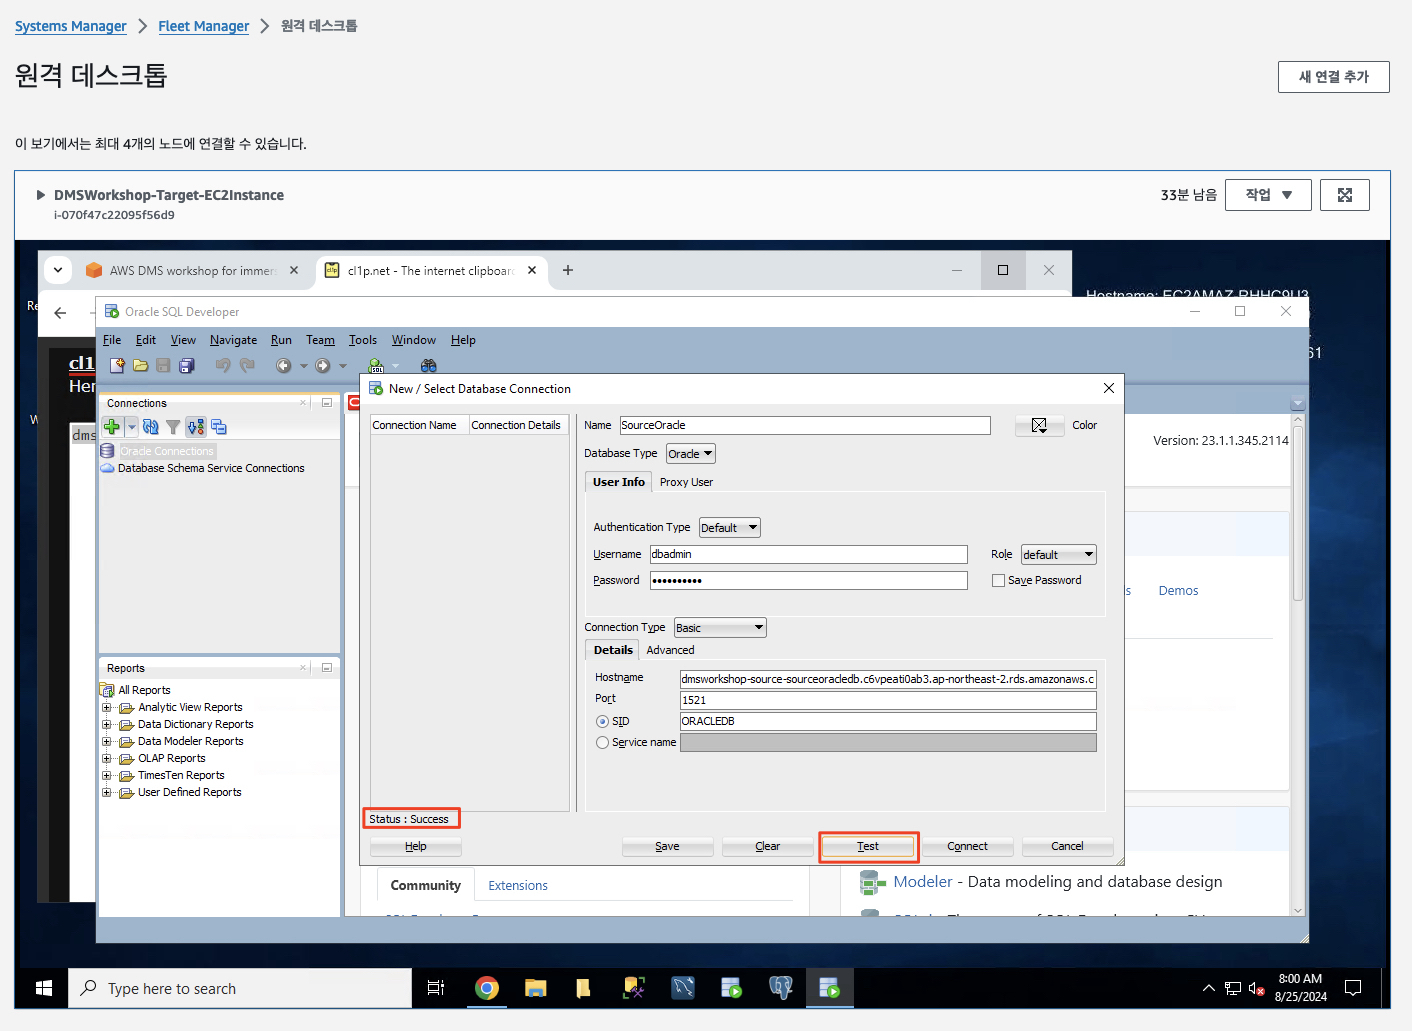 Systems Manager > Fleet Manager > 원격 데스크톱
원격 데스크톱
새 연결 추가
이 보기에서는 최대 4개의 노드에 연결할 수 있습니다.
DMSWorkshop-Target-EC2Instance
i-070f47c22095f56d9
33분 남음
작업
AWS DMS workshop for immers
cl1p.net - The internet clipboard
Hostname: EC2AMAZ-RHHC9U3
Oracle SQL Developer
File Edit View Navigate Run Team Tools Window Help
61
cl1
Her
dms
New / Select Database Connection
Connections
Oracle Connections
Database Schema Service Connections
Connection Name Connection Details
Name SourceOracle Color
Version: 23.1.1.345.2114
Database Type Oracle
User Info Proxy User
Authentication Type Default
Username dbadmin Role default
Password •••••••••• Save Password
Demos
Connection Type Basic
Details Advanced
Hostname dmsworkshop-source-sourceoracledb.c6vpeati0ab3.ap-northeast-2.rds.amazonaws.c
Port 1521
SID ORACLEDB
Service name
Reports
All Reports
Analytic View Reports
Data Dictionary Reports
Data Modeler Reports
OLAP Reports
TimesTen Reports
User Defined Reports
Status : Success
Help Save Clear Test Connect Cancel
Community Extensions
Modeler - Data modeling and database design
Type here to search
8:00 AM
8/25/2024